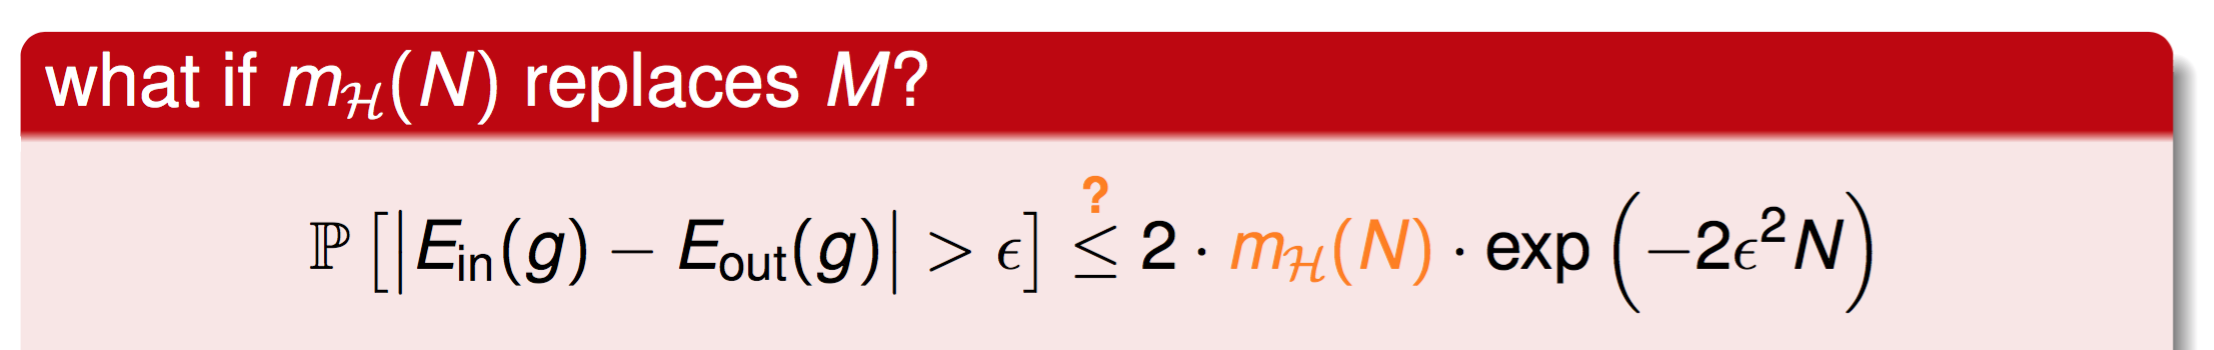 what if m_ℋ(N) replaces M?
ℙ [|E_in(g) − E_out(g)| > ϵ] ≤^? 2 · m_ℋ(N) · exp (−2ϵ²N)